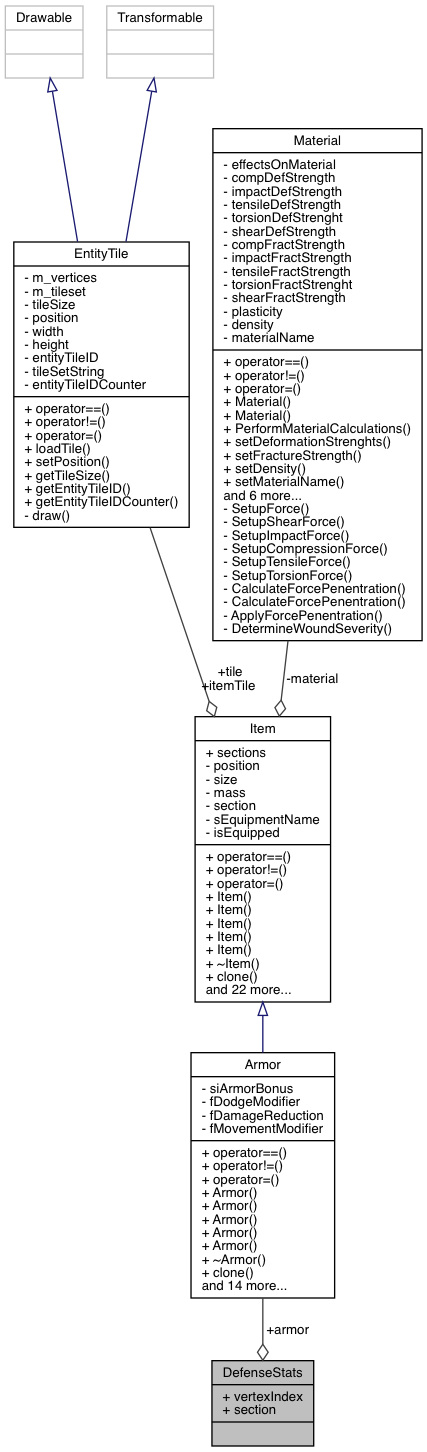 Drawable
Transformable
Material
- effectsOnMaterial
- compDefStrength
- impactDefStrength
- tensileDefStrength
- torsionDefStrenght
- shearDefStrength
- compFractStrength
- impactFractStrength
- tensileFractStrength
- torsionFractStrenght
- shearFractStrength
- plasticity
- density
- materialName
+ operator==()
+ operator!=()
+ operator=()
+ Material()
+ Material()
+ PerformMaterialCalculations()
+ setDeformationStrenghts()
+ setFractureStrength()
+ setDensity()
+ setMaterialName()
and 6 more...
- SetupForce()
- SetupShearForce()
- SetupImpactForce()
- SetupCompressionForce()
- SetupTensileForce()
- SetupTorsionForce()
- CalculateForcePenentration()
- CalculateForcePenentration()
- ApplyForcePenentration()
- DetermineWoundSeverity()
EntityTile
- m_vertices
- m_tileset
- tileSize
- position
- width
- height
- entityTileID
- tileSetString
- entityTileIDCounter
+ operator==()
+ operator!=()
+ operator=()
+ loadTile()
+ setPosition()
+ getTileSize()
+ getEntityTileID()
+ getEntityTileIDCounter()
- draw()
+tile
+itemTile
-material
Item
+ sections
- position
- size
- mass
- section
- sEquipmentName
- isEquipped
+ operator==()
+ operator!=()
+ operator=()
+ Item()
+ Item()
+ Item()
+ Item()
+ Item()
+ ~Item()
+ clone()
and 22 more...
Armor
- siArmorBonus
- fDodgeModifier
- fDamageReduction
- fMovementModifier
+ operator==()
+ operator!=()
+ operator=()
+ Armor()
+ Armor()
+ Armor()
+ Armor()
+ Armor()
+ ~Armor()
+ clone()
and 14 more...
+armor
DefenseStats
+ vertexIndex
+ section